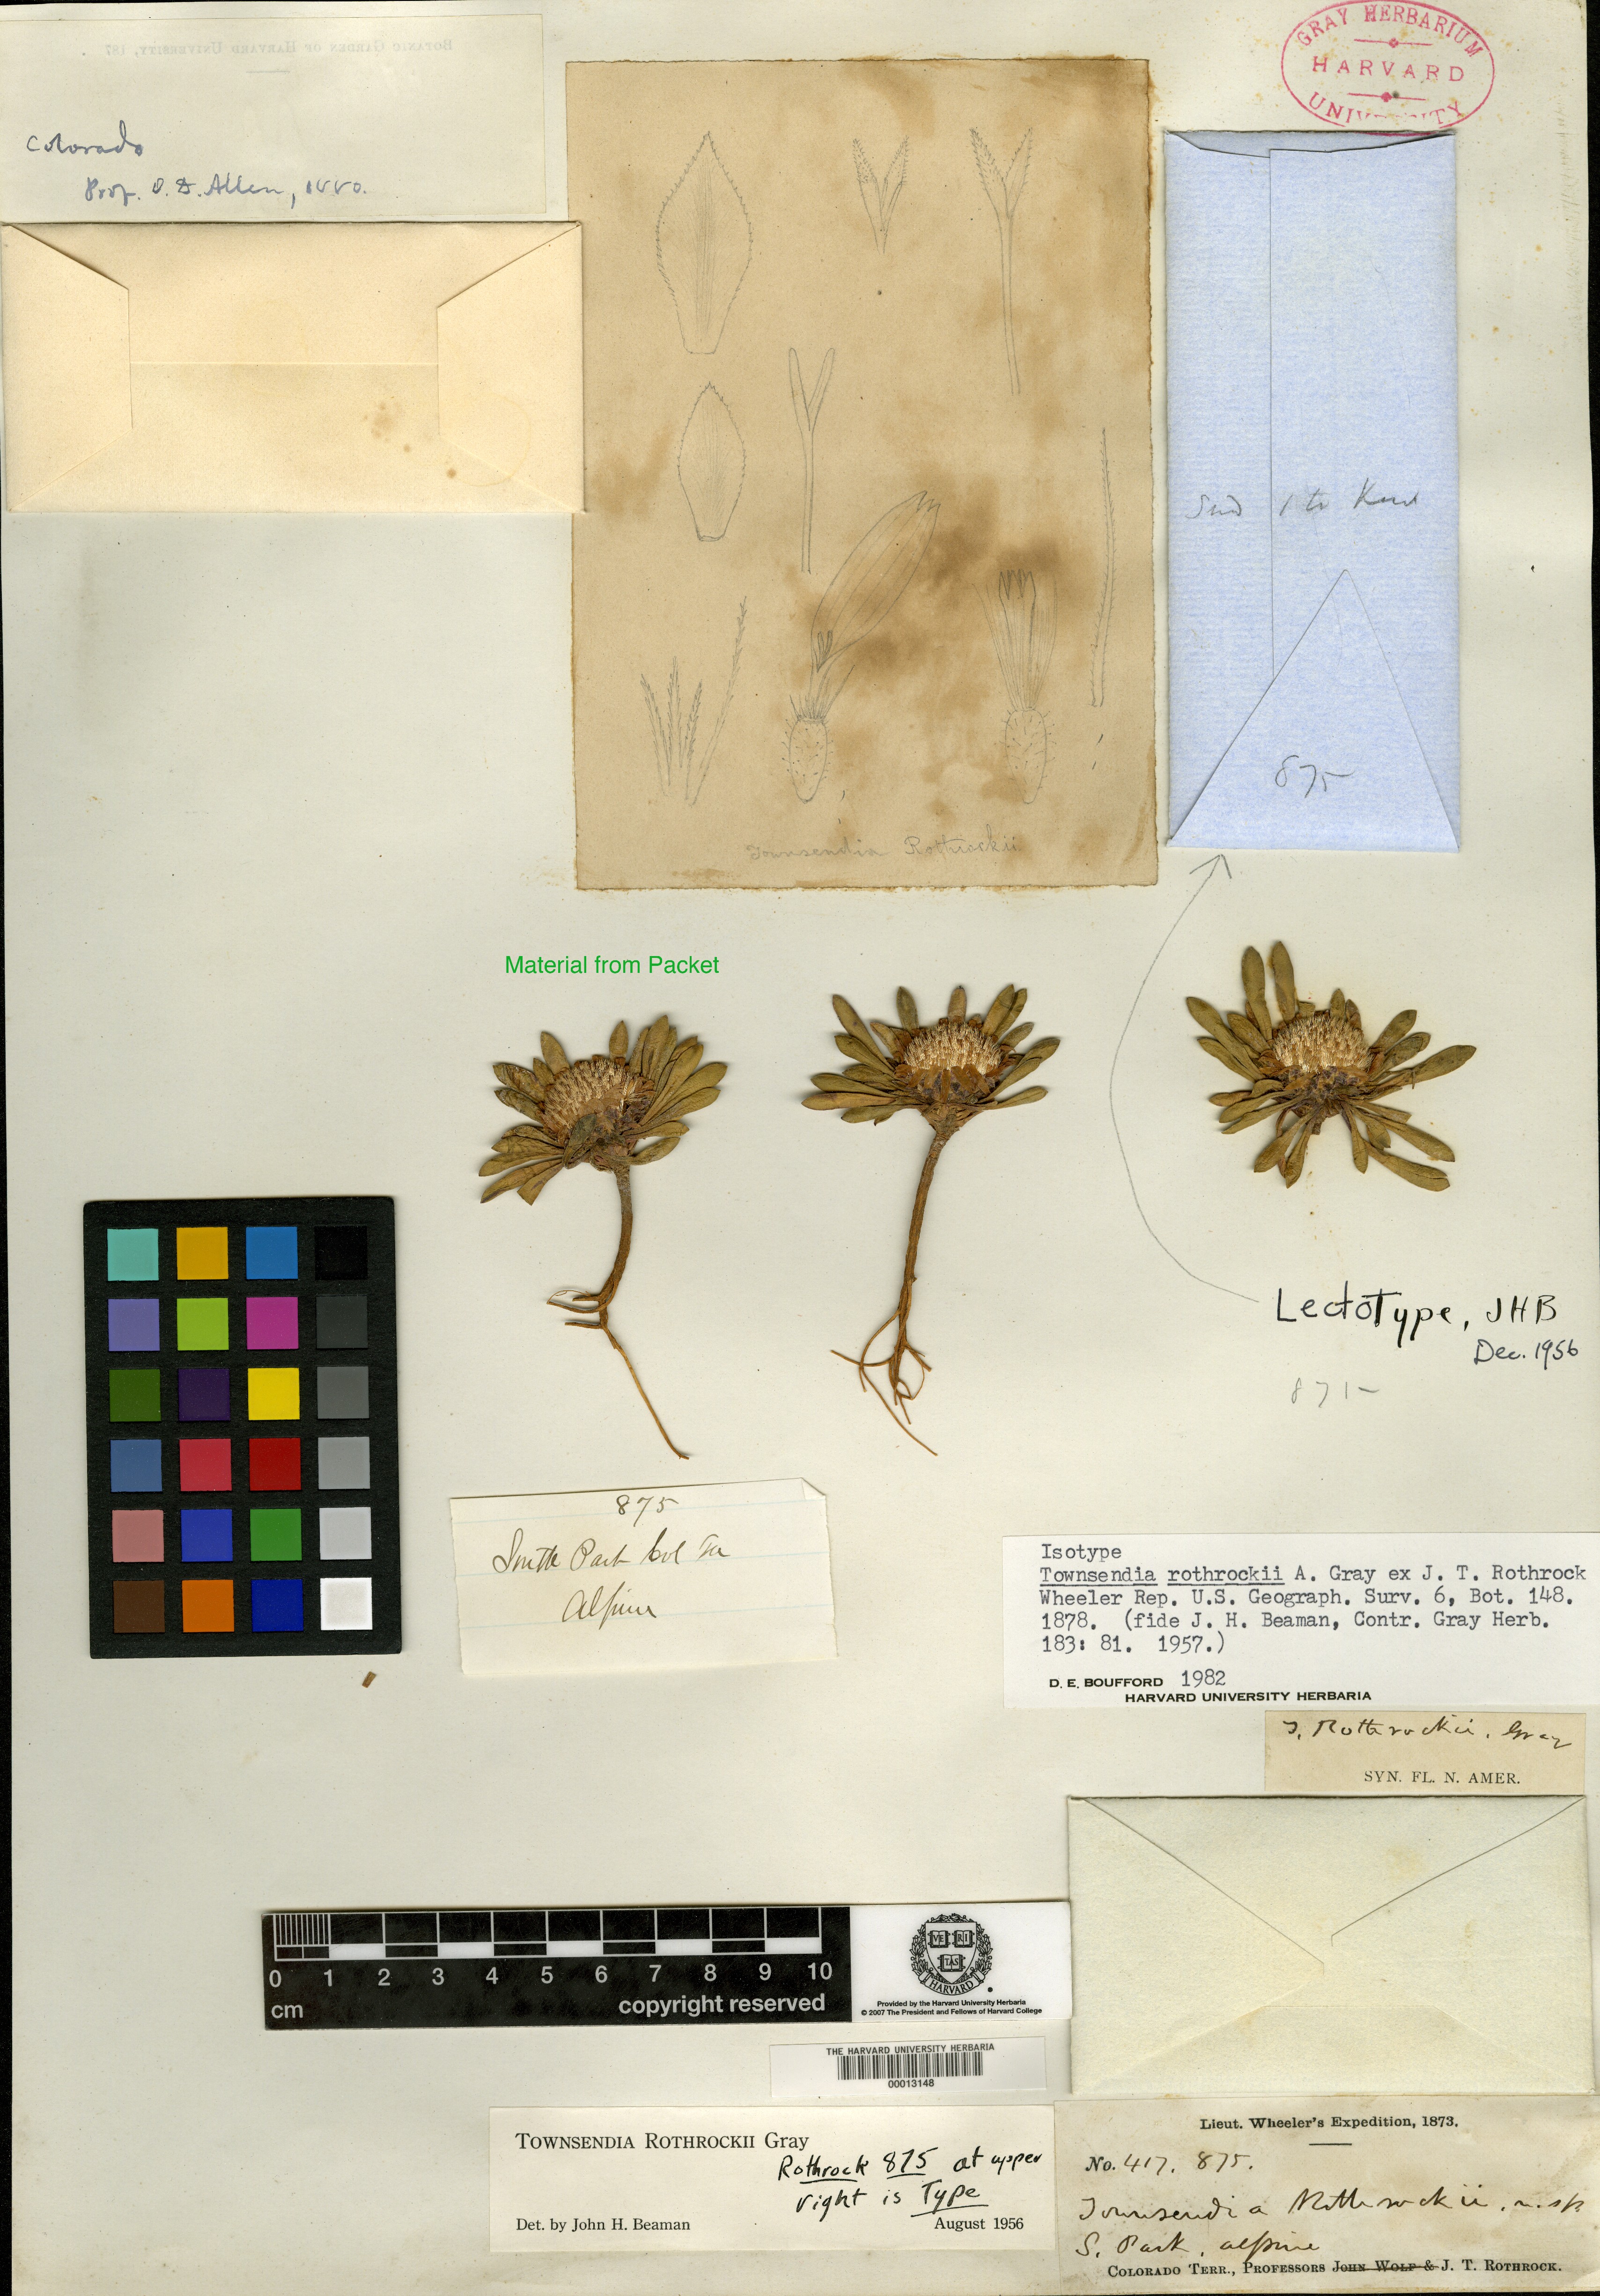 BOTANIC GARDEN OF HARVARD UNIVERSITY, 187
Colorado
Prof. O. D. Allen, 1880.
GRAY HERBARIUM
HARVARD
UNIVERSITY
Townsendia Rothrockii
875
Material from Packet
Lectotype, JHB
Dec. 1956
875
875
South Park Col Ter
Alpine
Isotype
Townsendia rothrockii A. Gray ex J. T. Rothrock
Wheeler Rep. U.S. Geograph. Surv. 6, Bot. 148.
1878. (fide J. H. Beaman, Contr. Gray Herb.
183: 81. 1957.)
D. E. BOUFFORD 1982
HARVARD UNIVERSITY HERBARIA
T. Rothrockii, Gray
SYN. FL. N. AMER.
0 1 2 3 4 5 6 7 8 9 10
cm
copyright reserved
VE RI
TAS
HARVARD
Provided by the Harvard University Herbaria
© 2007 The President and Fellows of Harvard College
THE HARVARD UNIVERSITY HERBARIA
00013148
TOWNSENDIA ROTHROCKII Gray
Rothrock 875 at upper
right is Type
Det. by John H. Beaman
August 1956
Lieut. Wheeler's Expedition, 1873.
No. 417. 875.
Townsendia Rothrockii, n. sp.
S. Park, alpine
COLORADO TERR., PROFESSORS JOHN WOLF & J. T. ROTHROCK.